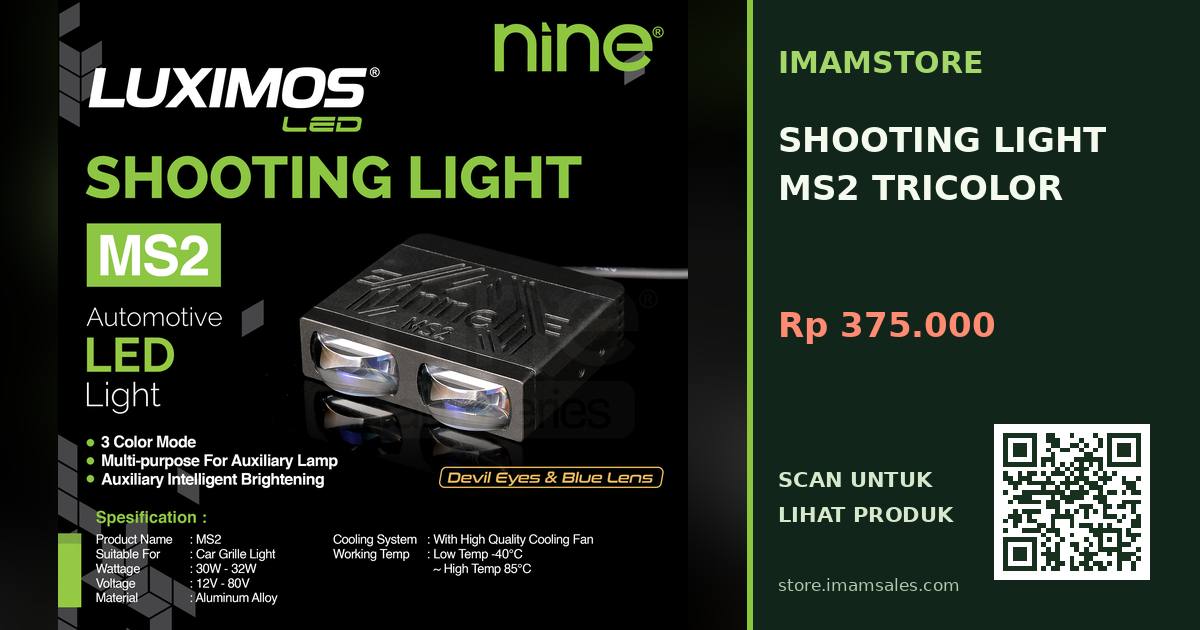 nine®
LUXIMOS®
LED
SHOOTING LIGHT
MS2
Automotive
LED
Light
nine
MS2
3 Color Mode
Multi-purpose For Auxiliary Lamp
Auxiliary Intelligent Brightening
Devil Eyes & Blue Lens
Spesification :
Product Name : MS2
Suitable For : Car Grille Light
Wattage : 30W - 32W
Voltage : 12V - 80V
Material : Aluminum Alloy
Cooling System : With High Quality Cooling Fan
Working Temp : Low Temp -40°C
~ High Temp 85°C
IMAMSTORE
SHOOTING LIGHT
MS2 TRICOLOR
Rp 375.000
SCAN UNTUK
LIHAT PRODUK
store.imamsales.com